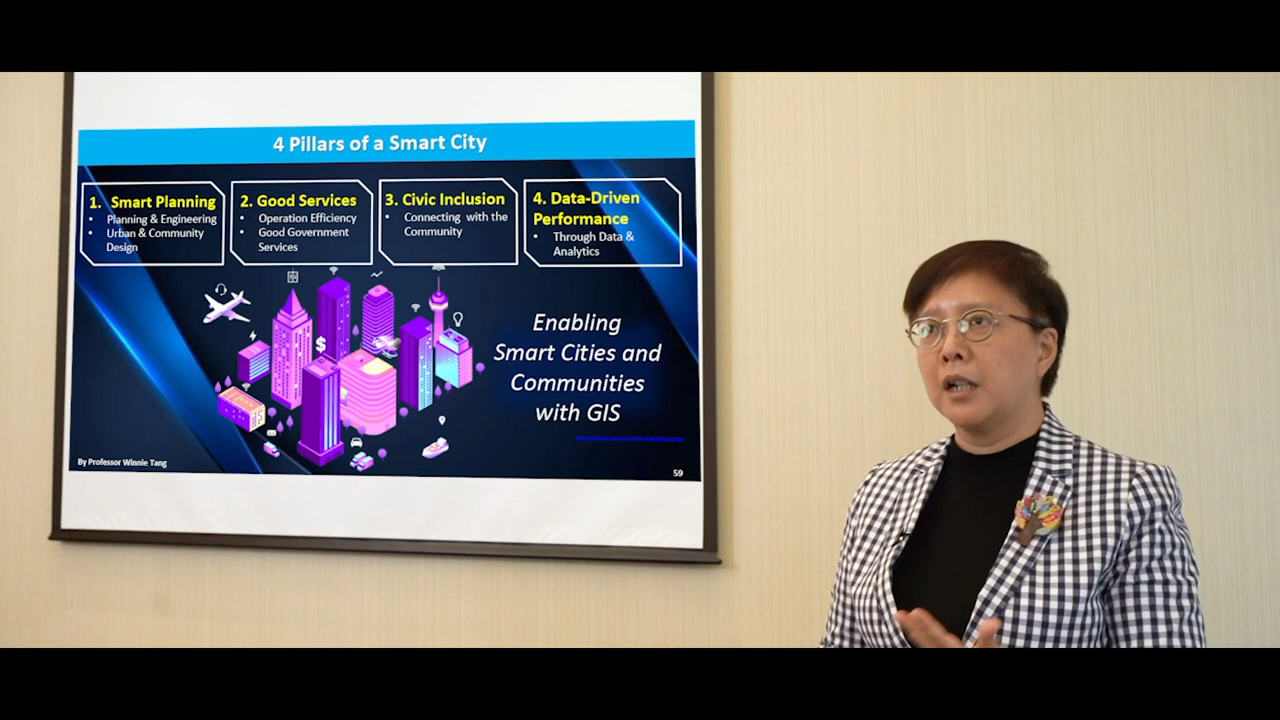 4 Pillars of a Smart City
1. Smart Planning
• Planning & Engineering
• Urban & Community
Design
2. Good Services
• Operation Efficiency
• Good Government
Services
3. Civic Inclusion
• Connecting with the
Community
4. Data-Driven
Performance
• Through Data &
Analytics
$
Enabling
Smart Cities and
Communities
with GIS
By Professor Winnie Tang
59